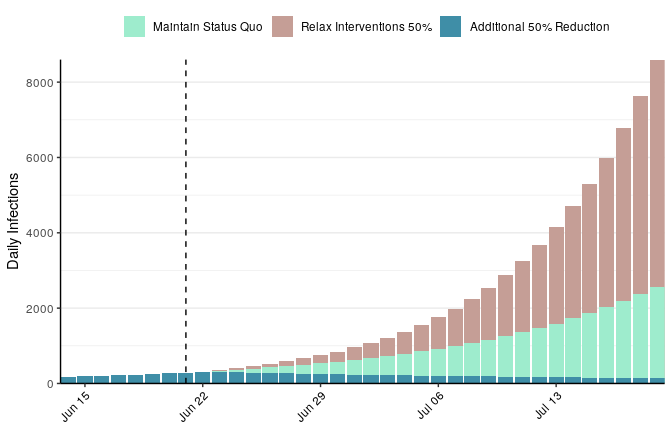 Maintain Status Quo Relax Interventions 50% Additional 50% Reduction
Daily Infections
8000
6000
4000
2000
0
Jun 15 Jun 22 Jun 29 Jul 06 Jul 13